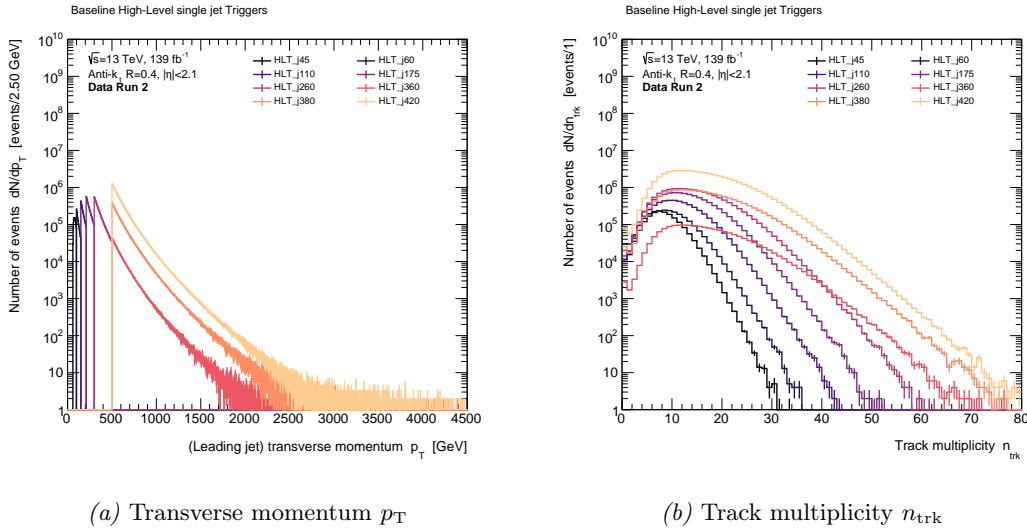 Baseline High-Level single jet Triggers
Number of events dN/dp_T [events/2.50 GeV]
10^10
10^9
10^8
10^7
10^6
10^5
10^4
10^3
10^2
10
1
√s=13 TeV, 139 fb^-1
Anti-k_t R=0.4, |η|<2.1
Data Run 2
HLT_j45 HLT_j60
HLT_j110 HLT_j175
HLT_j260 HLT_j360
HLT_j380 HLT_j420
0 500 1000 1500 2000 2500 3000 3500 4000 4500
(Leading jet) transverse momentum p_T [GeV]
(a) Transverse momentum p_T
Baseline High-Level single jet Triggers
Number of events dN/dn_trk [events/1]
10^10
10^9
10^8
10^7
10^6
10^5
10^4
10^3
10^2
10
1
√s=13 TeV, 139 fb^-1
Anti-k_t R=0.4, |η|<2.1
Data Run 2
HLT_j45 HLT_j60
HLT_j110 HLT_j175
HLT_j260 HLT_j360
HLT_j380 HLT_j420
0 10 20 30 40 50 60 70 80
Track multiplicity n_trk
(b) Track multiplicity n_trk